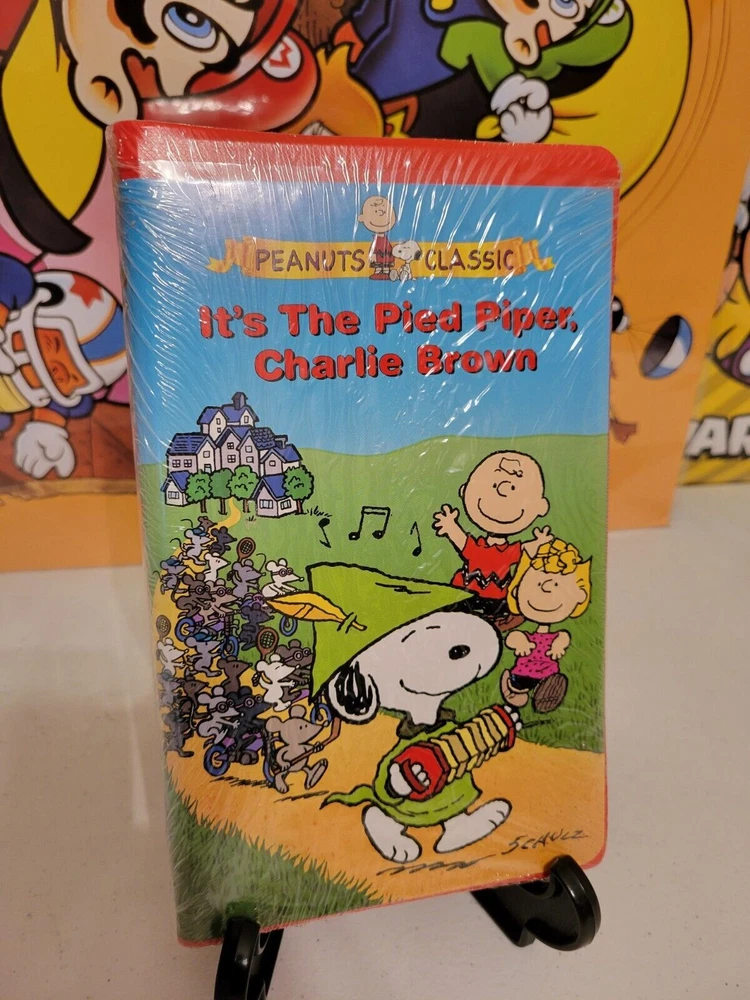 M
PEANUTS CLASSIC
It's The Pied Piper,
Charlie Brown
SCHULZ